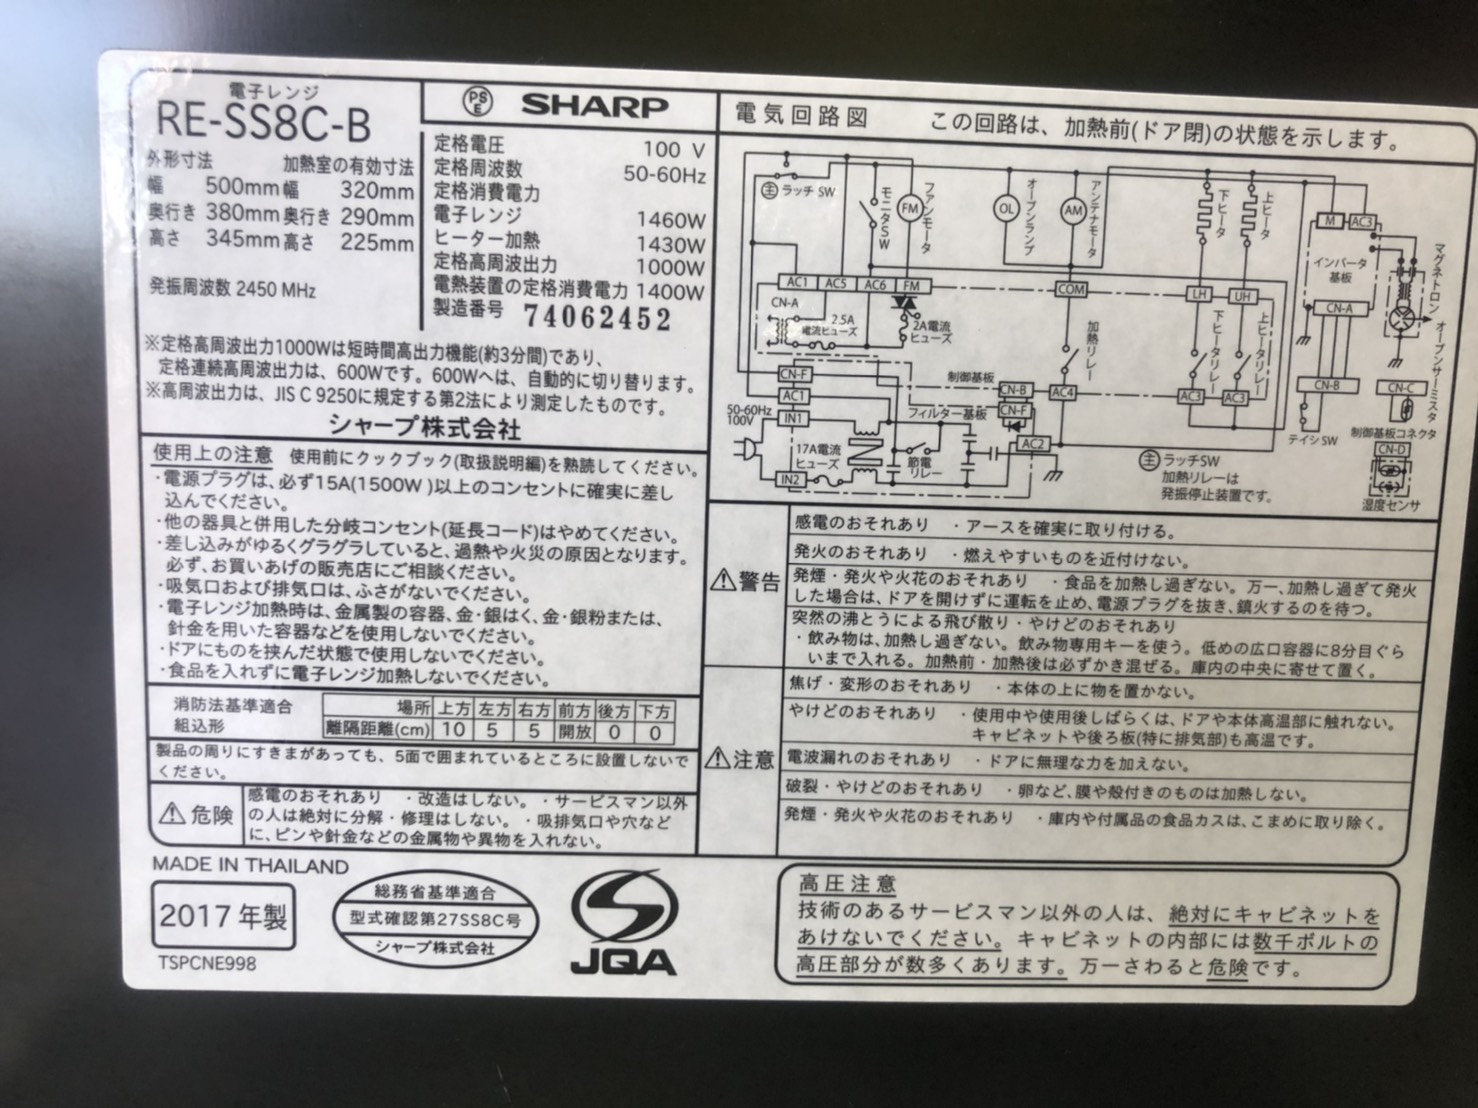 電子レンジ
RE-SS8C-B
外形寸法 加熱室の有効寸法
幅 500mm 幅 320mm
奥行き 380mm 奥行き 290mm
高さ 345mm 高さ 225mm
発振周波数 2450 MHz
PSE SHARP
定格電圧 100 V
定格周波数 50-60Hz
定格消費電力
電子レンジ 1460W
ヒーター加熱 1430W
定格高周波出力 1000W
電熱装置の定格消費電力 1400W
製造番号 74062452
※定格高周波出力1000Wは短時間高出力機能(約3分間)であり、
定格連続高周波出力は、600Wです。600Wへは、自動的に切り替ります。
※高周波出力は、JIS C 9250に規定する第2法により測定したものです。
シャープ株式会社
使用上の注意 使用前にクックブック(取扱説明編)を熟読してください。
・電源プラグは、必ず15A(1500W)以上のコンセントに確実に差し
込んでください。
・他の器具と併用した分岐コンセント(延長コード)はやめてください。
・差し込みがゆるくグラグラしていると、過熱や火災の原因となります。
必ず、お買いあげの販売店にご相談ください。
・吸気口および排気口は、ふさがないでください。
・電子レンジ加熱時は、金属製の容器、金・銀はく、金・銀粉または、
針金を用いた容器などを使用しないでください。
・ドアにものを挟んだ状態で使用しないでください。
・食品を入れずに電子レンジ加熱しないでください。
消防法基準適合
組込形
場所 上方 左方 右方 前方 後方 下方
離隔距離(cm) 10 5 5 開放 0 0
製品の周りにすきまがあっても、5面で囲まれているところに設置しないで
ください。
⚠危険
感電のおそれあり ・改造はしない。・サービスマン以外
の人は絶対に分解・修理はしない。・吸排気口や穴など
に、ピンや針金などの金属物や異物を入れない。
MADE IN THAILAND
2017年製
TSPCNE998
総務省基準適合
型式確認第27SS8C号
シャープ株式会社
JQA
電気回路図 この回路は、加熱前(ドア閉)の状態を示します。
主 ラッチSW
モニタSW
FM
ファンモータ
OL
オーブンランプ
AM
アンテナモータ
下ヒータ
上ヒータ
M
AC3
インバータ
基板
CN-A
マグネトロン
AC1 AC5 AC6 FM
COM
LH UH
CN-A
2.5A
電流ヒューズ
2A電流
ヒューズ
加熱リレー
下ヒータリレー
上ヒータリレー
CN-F
AC1
制御基板
CN-B
CN-F
AC4
AC3 AC3
CN-B
CN-C
オーブンサーミスタ
50-60Hz
100V
IN1
フィルター基板
AC2
17A電流
ヒューズ
節電
リレー
IN2
テイシSW
制御基板コネクタ
CN-D
湿度センサ
主 ラッチSW
加熱リレーは
発振停止装置です。
⚠警告
感電のおそれあり ・アースを確実に取り付ける。
発火のおそれあり ・燃えやすいものを近付けない。
発煙・発火や火花のおそれあり ・食品を加熱し過ぎない。万一、加熱し過ぎて発火
した場合は、ドアを開けずに運転を止め、電源プラグを抜き、鎮火するのを待つ。
突然の沸とうによる飛び散り・やけどのおそれあり
・飲み物は、加熱し過ぎない。飲み物専用キーを使う。低めの広口容器に8分目ぐら
いまで入れる。加熱前・加熱後は必ずかき混ぜる。庫内の中央に寄せて置く。
⚠注意
焦げ・変形のおそれあり ・本体の上に物を置かない。
やけどのおそれあり ・使用中や使用後しばらくは、ドアや本体高温部に触れない。
キャビネットや後ろ板(特に排気部)も高温です。
電波漏れのおそれあり ・ドアに無理な力を加えない。
破裂・やけどのおそれあり ・卵など、膜や殻付きのものは加熱しない。
発煙・発火や火花のおそれあり ・庫内や付属品の食品カスは、こまめに取り除く。
高圧注意
技術のあるサービスマン以外の人は、絶対にキャビネットを
あけないでください。キャビネットの内部には数千ボルトの
高圧部分が数多くあります。万一さわると危険です。